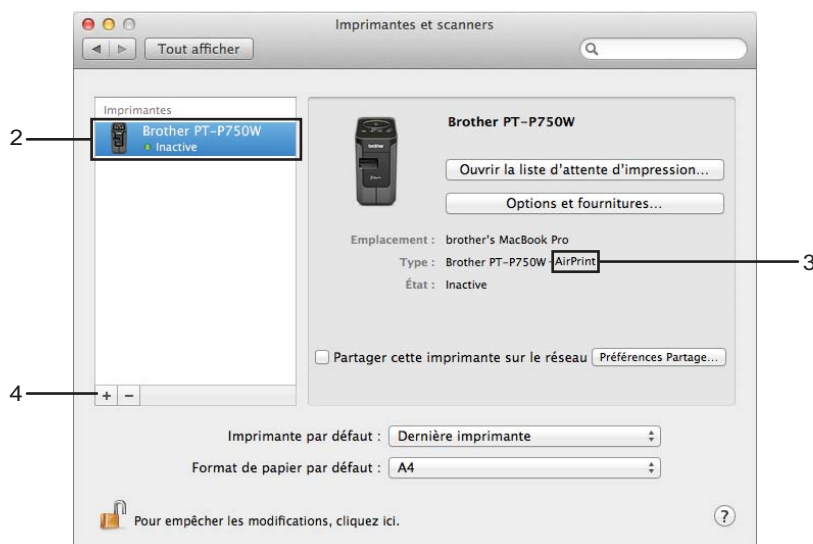 Imprimantes et scanners
Tout afficher
Imprimantes
Brother PT-P750W
Inactive
2
Brother PT-P750W
Ouvrir la liste d'attente d'impression...
Options et fournitures...
Emplacement : brother's MacBook Pro
Type : Brother PT-P750W-AirPrint
3
État : Inactive
Partager cette imprimante sur le réseau Préférences Partage...
4
+ −
Imprimante par défaut : Dernière imprimante
Format de papier par défaut : A4
Pour empêcher les modifications, cliquez ici.
?